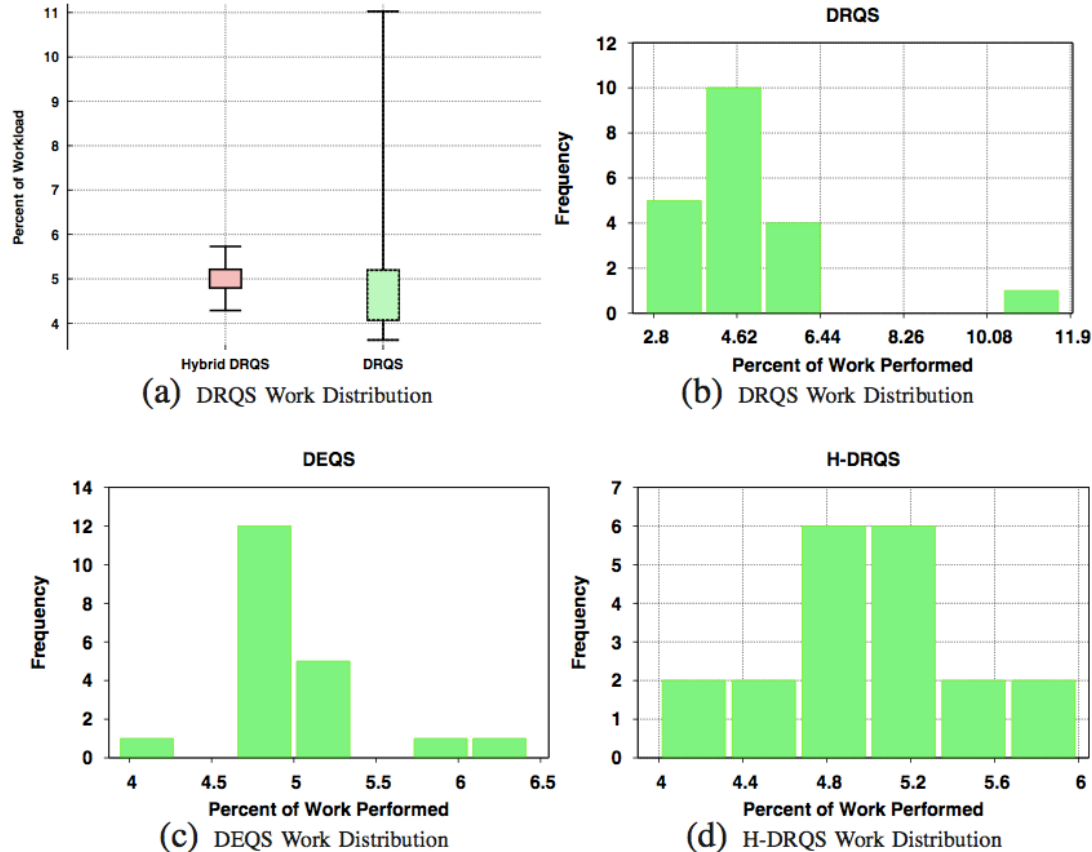 11
10
9
8
7
6
5
4
Percent of Workload
Hybrid DRQS DRQS
(a) DRQS Work Distribution
DRQS
12
10
8
6
4
2
0
Frequency
2.8 4.62 6.44 8.26 10.08 11.9
Percent of Work Performed
(b) DRQS Work Distribution
DEQS
14
12
10
8
6
4
2
0
Frequency
4 4.5 5 5.5 6 6.5
Percent of Work Performed
(c) DEQS Work Distribution
H-DRQS
7
6
5
4
3
2
1
0
Frequency
4 4.4 4.8 5.2 5.6 6
Percent of Work Performed
(d) H-DRQS Work Distribution